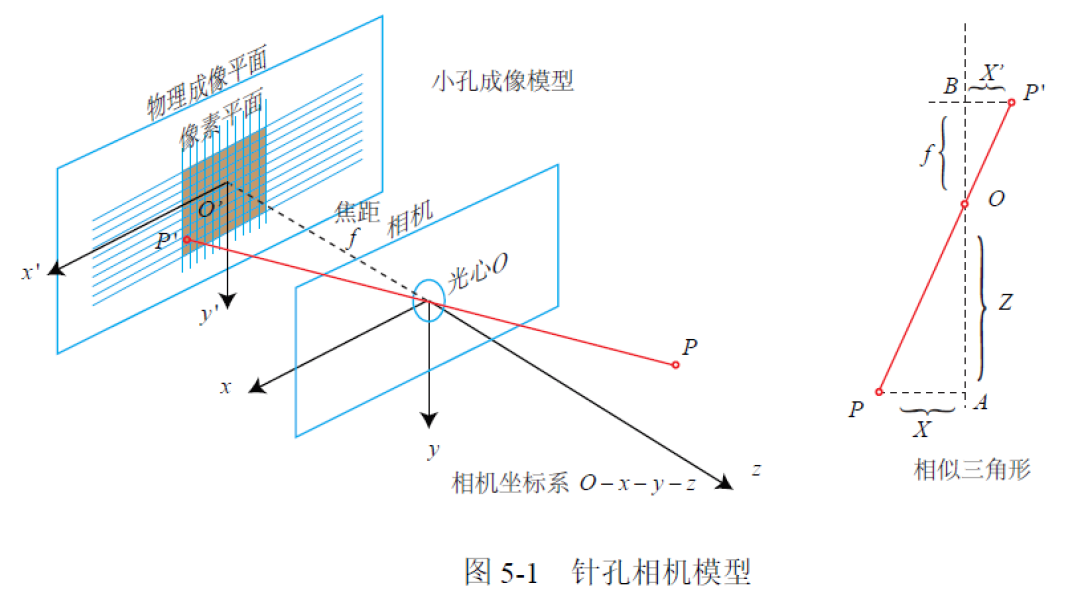 物理成像平面
像素平面
小孔成像模型
O'
P'
x'
y'
焦距
f
相机
光心O
P
x
y
z
相机坐标系 O－x－y－z
B
X'
P'
f
O
Z
P
X
A
相似三角形
图 5-1 针孔相机模型